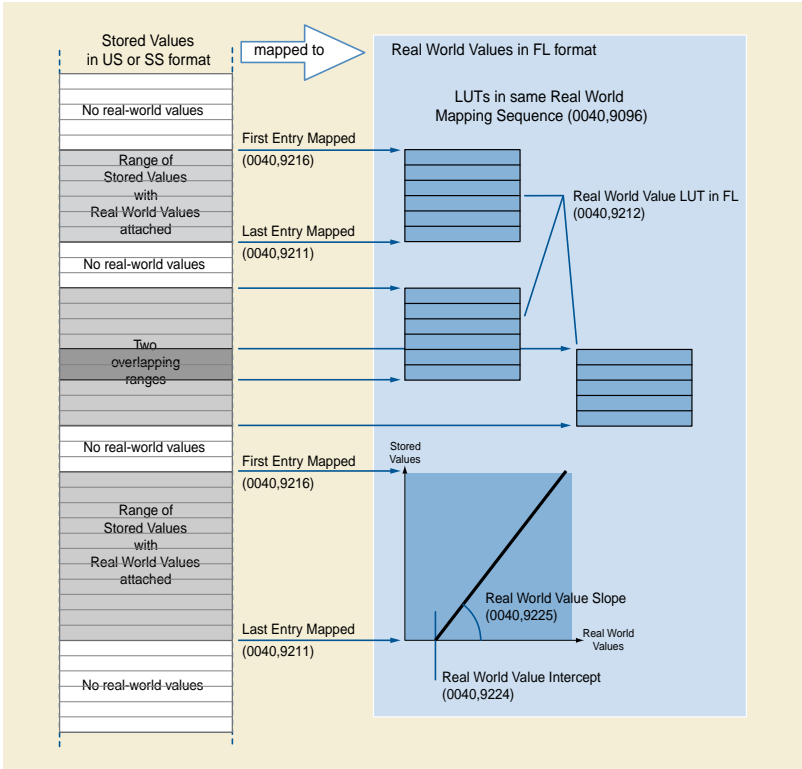 Stored Values
in US or SS format
mapped to
Real World Values in FL format
LUTs in same Real World
Mapping Sequence (0040,9096)
No real-world values
First Entry Mapped
(0040,9216)
Range of
Stored Values
with
Real World Values
attached
Real World Value LUT in FL
(0040,9212)
Last Entry Mapped
(0040,9211)
No real-world values
Two
overlapping
ranges
No real-world values
First Entry Mapped
(0040,9216)
Stored
Values
Range of
Stored Values
with
Real World Values
attached
Real World Value Slope
(0040,9225)
Last Entry Mapped
(0040,9211)
Real World
Values
No real-world values
Real World Value Intercept
(0040,9224)